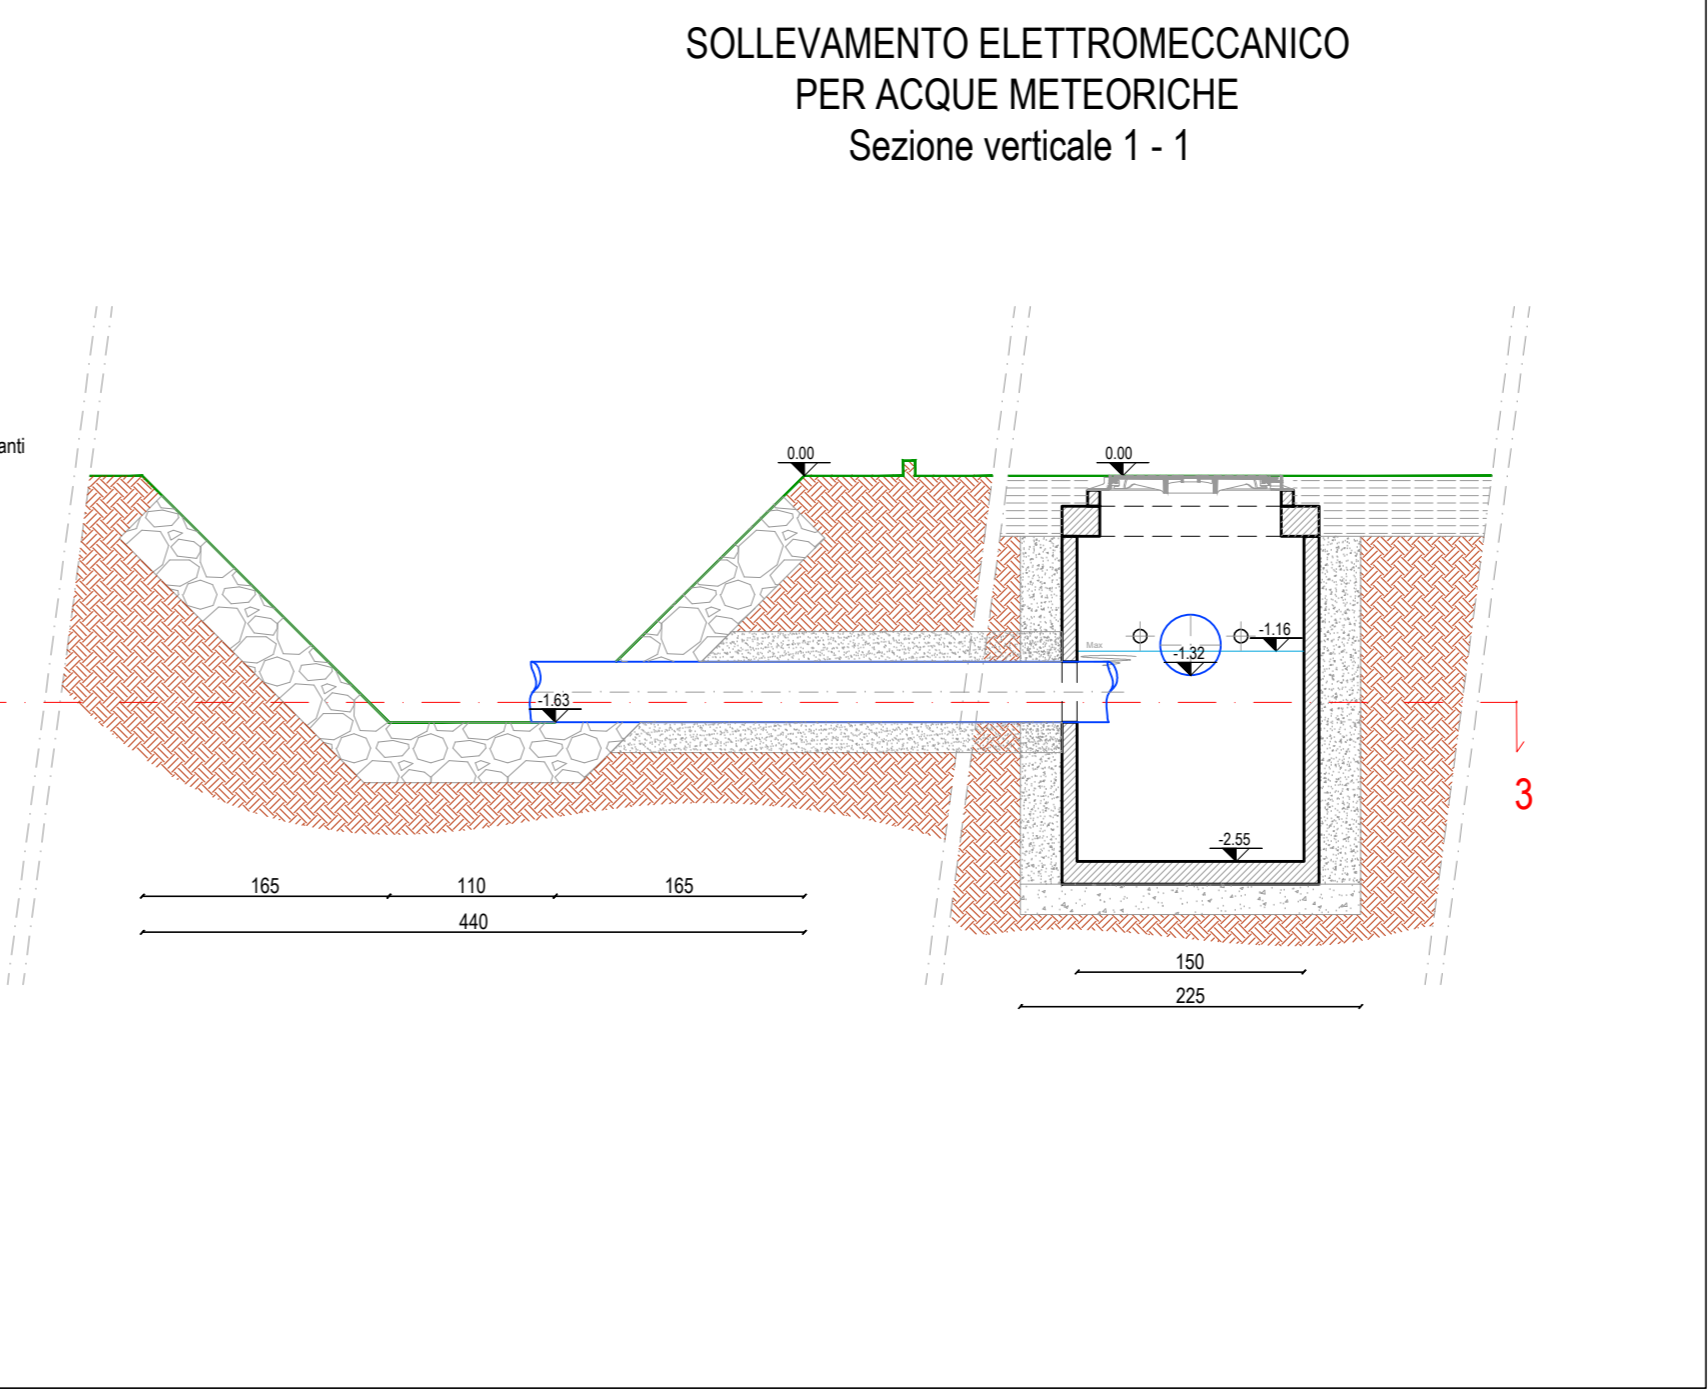 SOLLEVAMENTO ELETTROMECCANICO
PER ACQUE METEORICHE
Sezione verticale 1 - 1
anti
0.00
0.00
Max
-1.16
-1.32
-1.63
3
-2.55
165
110
165
440
150
225